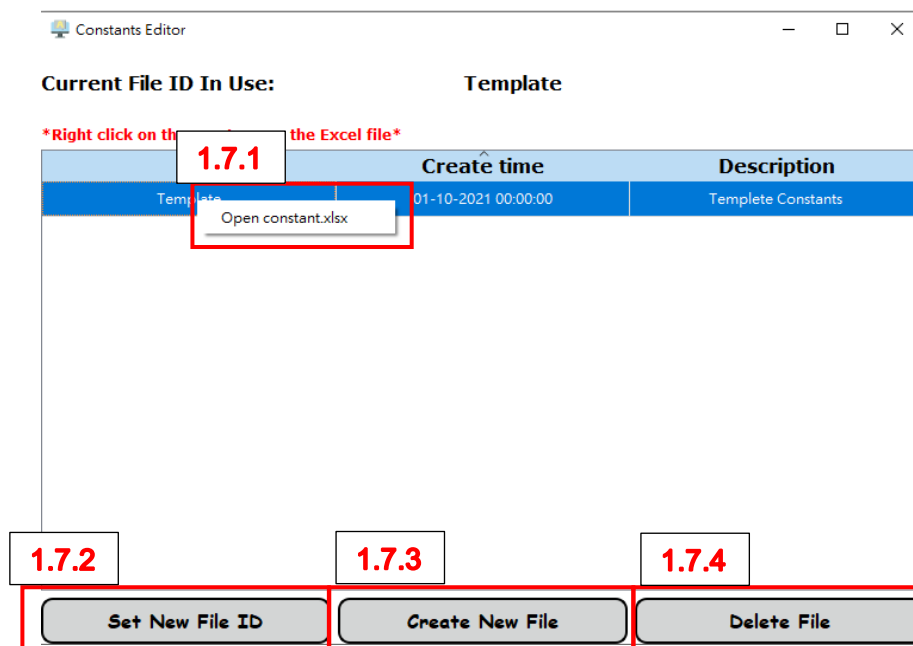 Constants Editor
Current File ID In Use: Template
*Right click on th the Excel file*
1.7.1
Create time Description
Template 01-10-2021 00:00:00 Templete Constants
Open constant.xlsx
1.7.2 1.7.3 1.7.4
Set New File ID Create New File Delete File